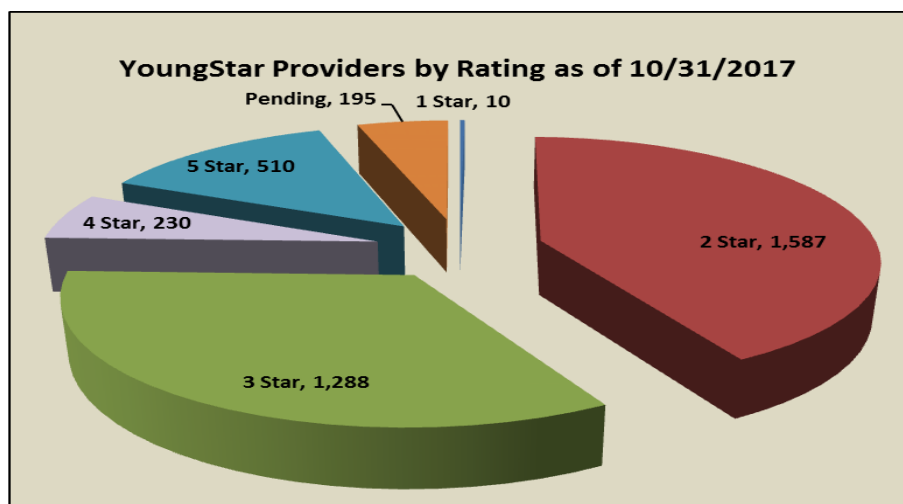 YoungStar Providers by Rating as of 10/31/2017
Pending, 195
1 Star, 10
5 Star, 510
4 Star, 230
2 Star, 1,587
3 Star, 1,288